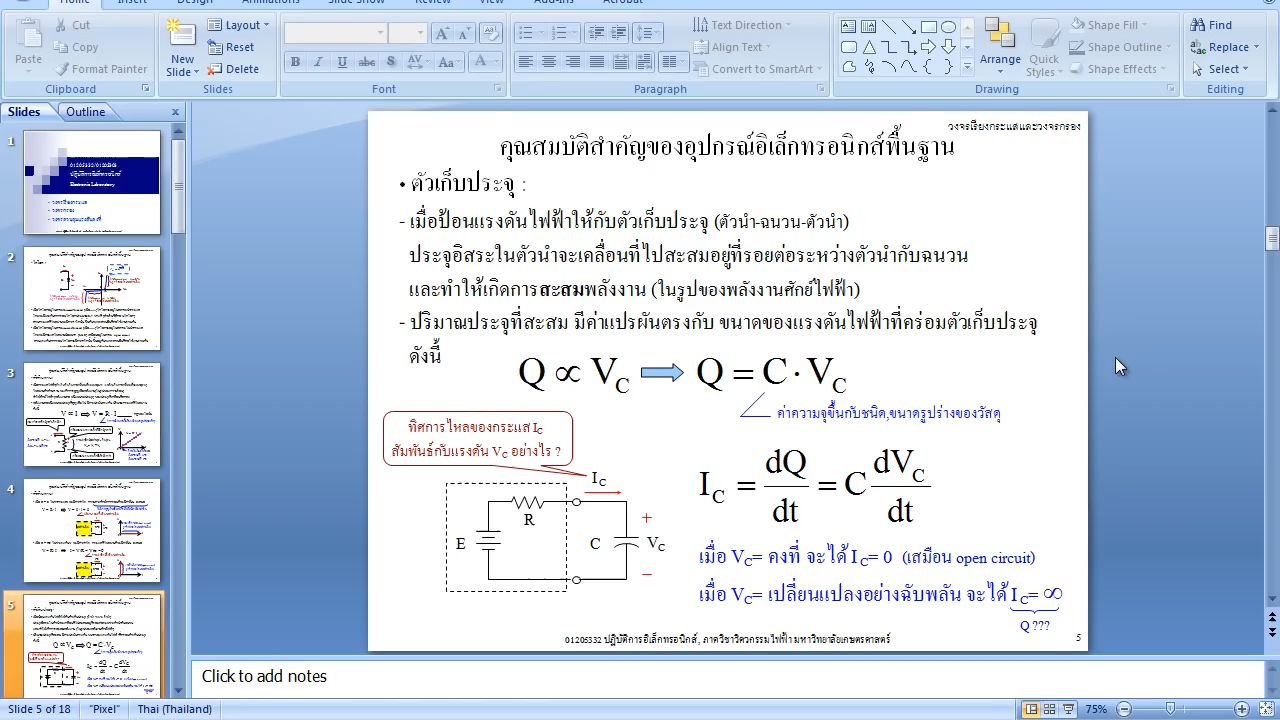 Home Insert Design Animations Slide Show Review View Add-Ins Acrobat
Paste
Cut
Copy
Format Painter
Clipboard
New Slide
Layout
Reset
Delete
Slides
Font
Text Direction
Align Text
Convert to SmartArt
Paragraph
Arrange
Quick Styles
Shape Fill
Shape Outline
Shape Effects
Drawing
Find
Replace
Select
Editing
Slides Outline
1
2
3
4
5
วงจรเรียงกระแสและวงจรกรอง
คุณสมบัติสำคัญของอุปกรณ์อิเล็กทรอนิกส์พื้นฐาน
• ตัวเก็บประจุ :
- เมื่อป้อนแรงดันไฟฟ้าให้กับตัวเก็บประจุ (ตัวนำ-ฉนวน-ตัวนำ)
ประจุอิสระในตัวนำจะเคลื่อนที่ไปสะสมอยู่ที่รอยต่อระหว่างตัวนำกับฉนวน
และทำให้เกิดการสะสมพลังงาน (ในรูปของพลังงานศักย์ไฟฟ้า)
- ปริมาณประจุที่สะสม มีค่าแปรผันตรงกับ ขนาดของแรงดันไฟฟ้าที่คร่อมตัวเก็บประจุ
ดังนี้
Q ∝ V_C Q = C · V_C
ค่าความจุขึ้นกับชนิด,ขนาดรูปร่างของวัสดุ
ทิศการไหลของกระแส I_C
สัมพันธ์กับแรงดัน V_C อย่างไร ?
I_C
R
E
C
+
V_C
−
I_C = dQ/dt = C dV_C/dt
เมื่อ V_C= คงที่ จะได้ I_C= 0 (เสมือน open circuit)
เมื่อ V_C= เปลี่ยนแปลงอย่างฉับพลัน จะได้ I_C= ∞
Q ???
01205332 ปฏิบัติการอิเล็กทรอนิกส์, ภาควิชาวิศวกรรมไฟฟ้า มหาวิทยาลัยเกษตรศาสตร์
5
Click to add notes
Slide 5 of 18 "Pixel" Thai (Thailand) 75%